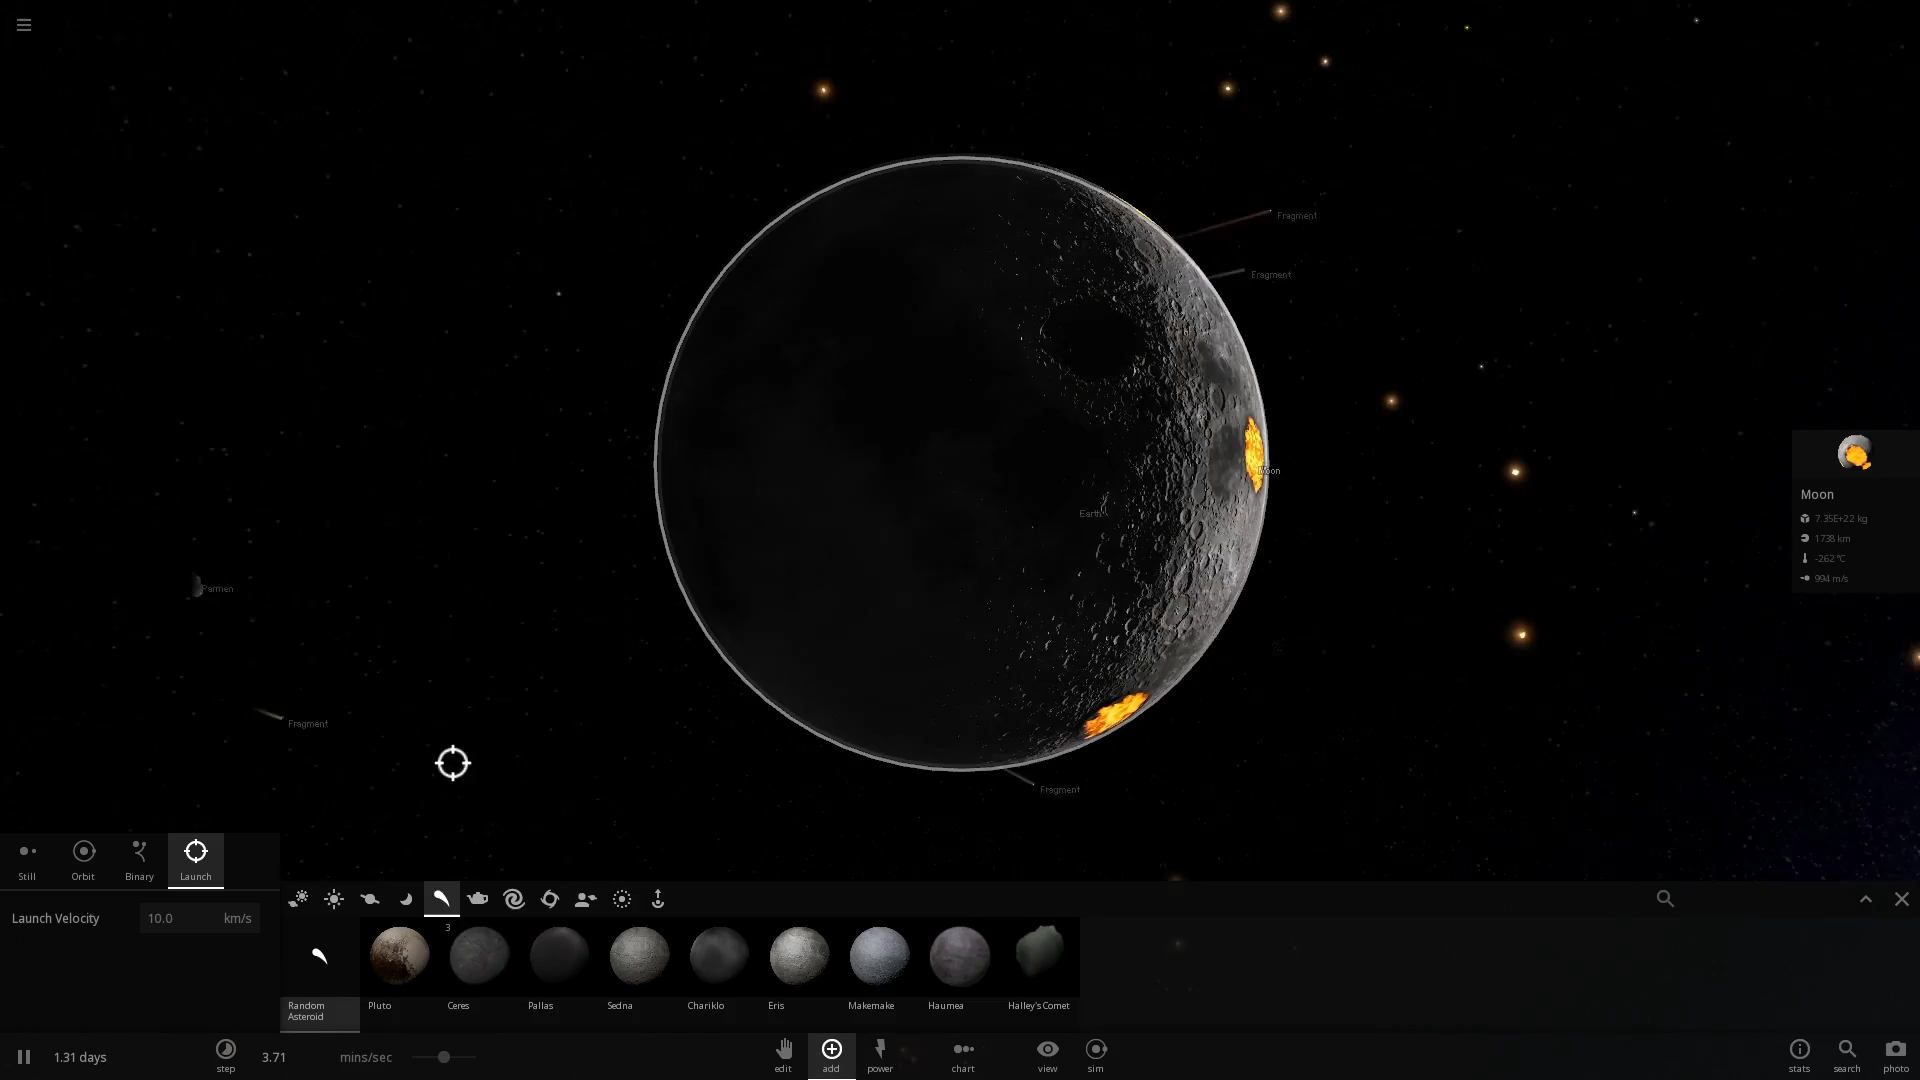 Fragment
Fragment
Moon
Earth
Moon
7.35E+22 kg
1738 km
-262 °C
994 m/s
Parmen
Fragment
Fragment
Still
Orbit
Binary
Launch
Launch Velocity
10.0
km/s
3
Random
Asteroid
Pluto
Ceres
Pallas
Sedna
Chariklo
Eris
Makemake
Haumea
Halley's Comet
1.31 days
step
3.71
mins/sec
edit
add
power
chart
view
sim
stats
search
photo